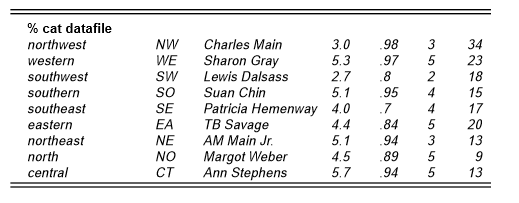 % cat datafile
northwest NW Charles Main 3.0 .98 3 34
western WE Sharon Gray 5.3 .97 5 23
southwest SW Lewis Dalsass 2.7 .8 2 18
southern SO Suan Chin 5.1 .95 4 15
southeast SE Patricia Hemenway 4.0 .7 4 17
eastern EA TB Savage 4.4 .84 5 20
northeast NE AM Main Jr. 5.1 .94 3 13
north NO Margot Weber 4.5 .89 5 9
central CT Ann Stephens 5.7 .94 5 13